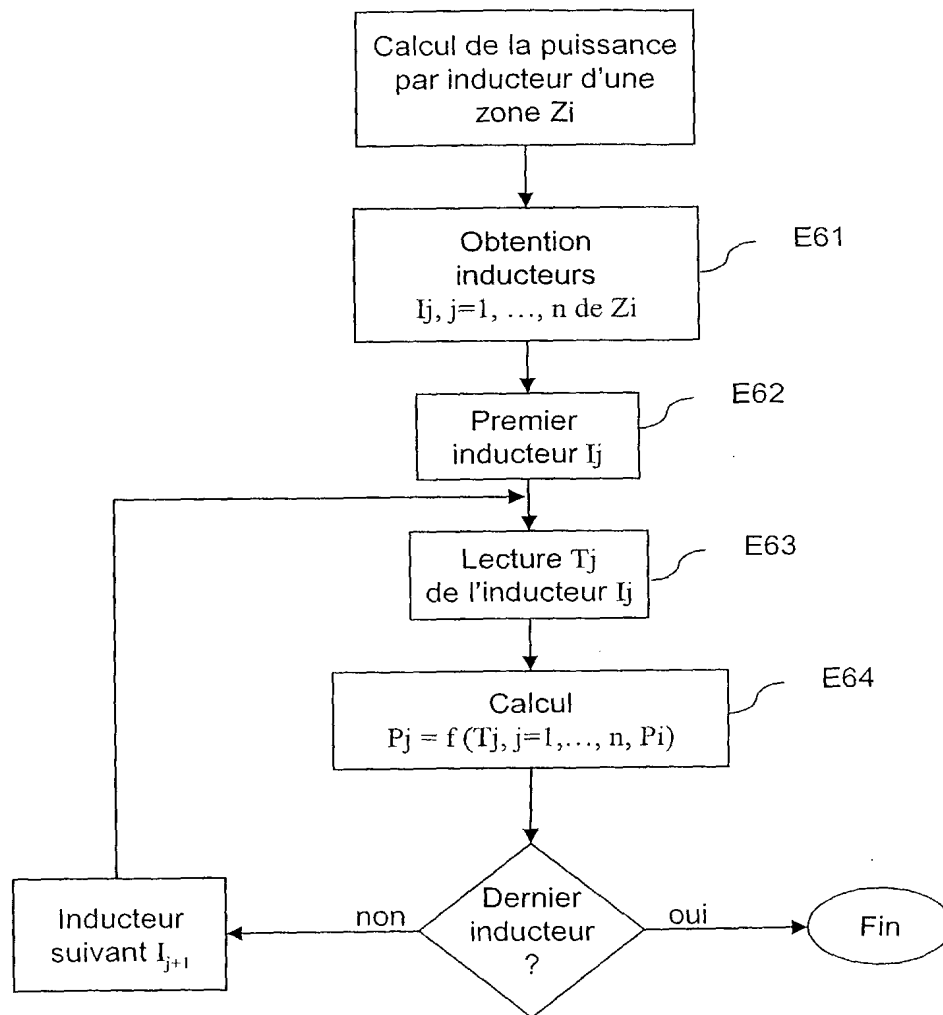 Calcul de la puissance
par inducteur d'une
zone Zi
Obtention
inducteurs
Ij, j=1, ..., n de Zi
E61
Premier
inducteur Ij
E62
Lecture Tj
de l'inducteur Ij
E63
Calcul
Pj = f (Tj, j=1,..., n, Pi)
E64
Dernier
inducteur
?
non
oui
Inducteur
suivant Ij+1
Fin